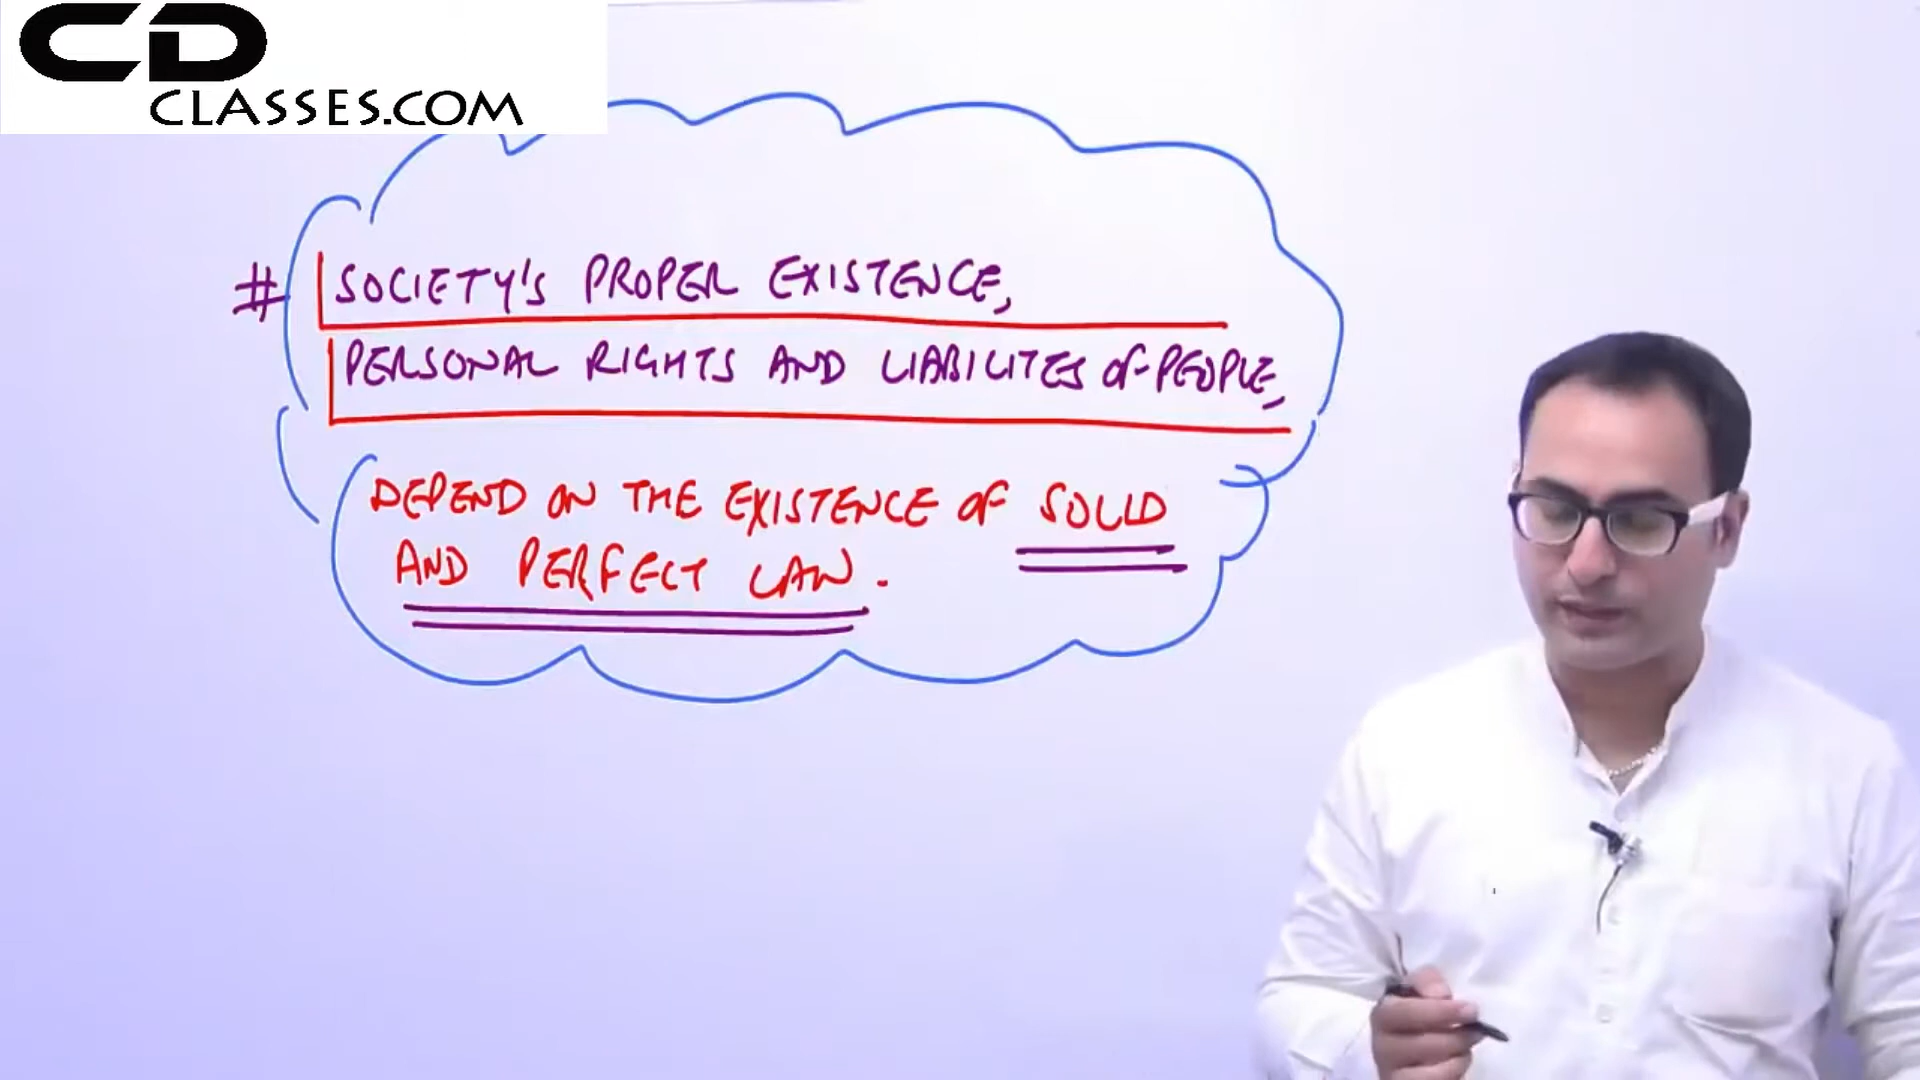 CD
CLASSES.COM
# SOCIETY'S PROPER EXISTENCE,
PERSONAL RIGHTS AND LIABILITES OF PEOPLE,
DEPEND ON THE EXISTENCE OF SOLID
AND PERFECT LAW.